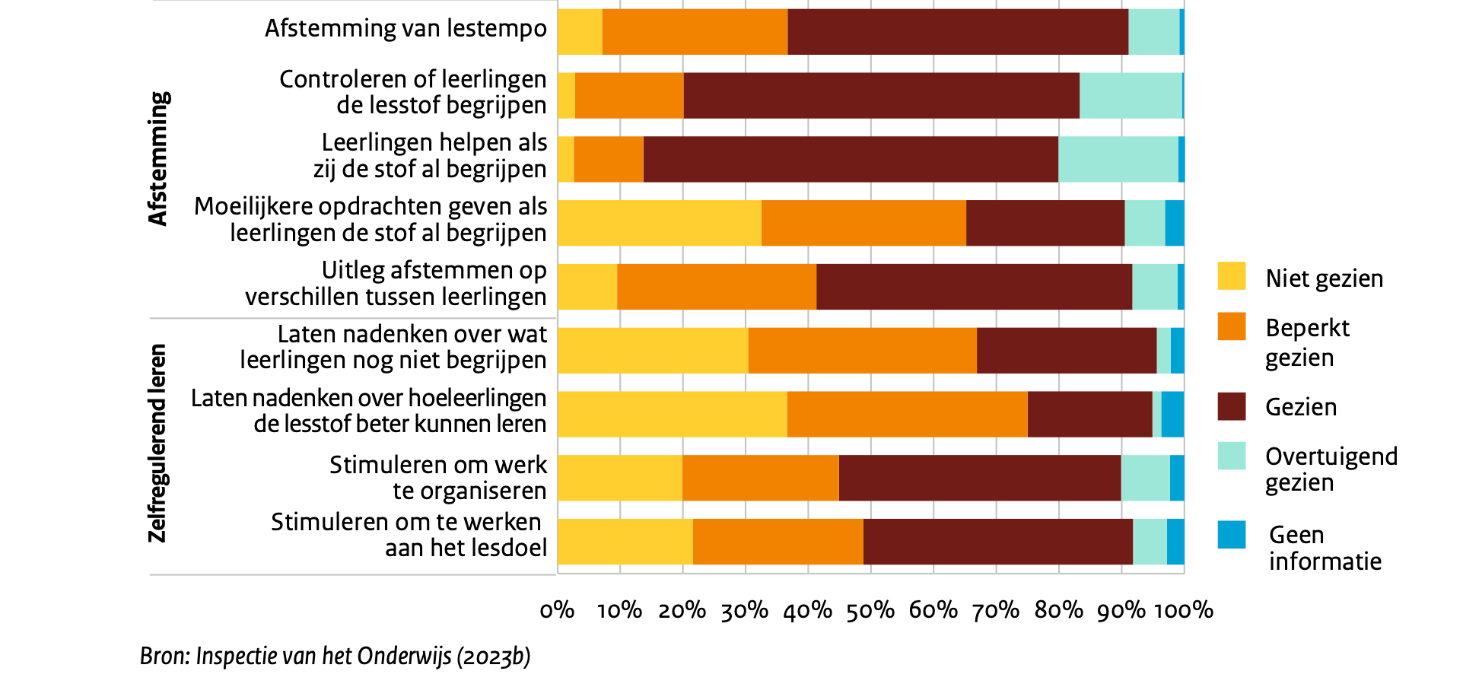 Afstemming
Afstemming van lestempo
Controleren of leerlingen
de lesstof begrijpen
Leerlingen helpen als
zij de stof al begrijpen
Moeilijkere opdrachten geven als
leerlingen de stof al begrijpen
Uitleg afstemmen op
verschillen tussen leerlingen
Zelfregulerend leren
Laten nadenken over wat
leerlingen nog niet begrijpen
Laten nadenken over hoeleerlingen
de lesstof beter kunnen leren
Stimuleren om werk
te organiseren
Stimuleren om te werken
aan het lesdoel
0% 10% 20% 30% 40% 50% 60% 70% 80% 90% 100%
Niet gezien
Beperkt
gezien
Gezien
Overtuigend
gezien
Geen
informatie
Bron: Inspectie van het Onderwijs (2023b)